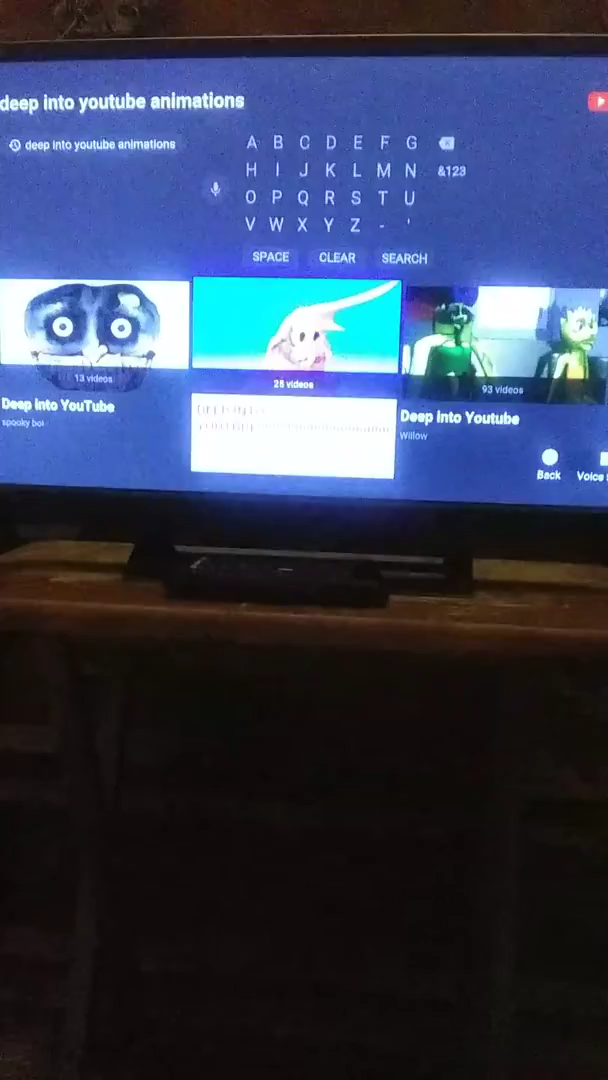 deep into youtube animations
deep into youtube animations
A B C D E F G
H I J K L M N &123
O P Q R S T U
V W X Y Z - '
SPACE CLEAR SEARCH
13 videos
28 videos
93 videos
Deep Into YouTube
spooky boi
Deep Into Youtube
Willow
Back Voice